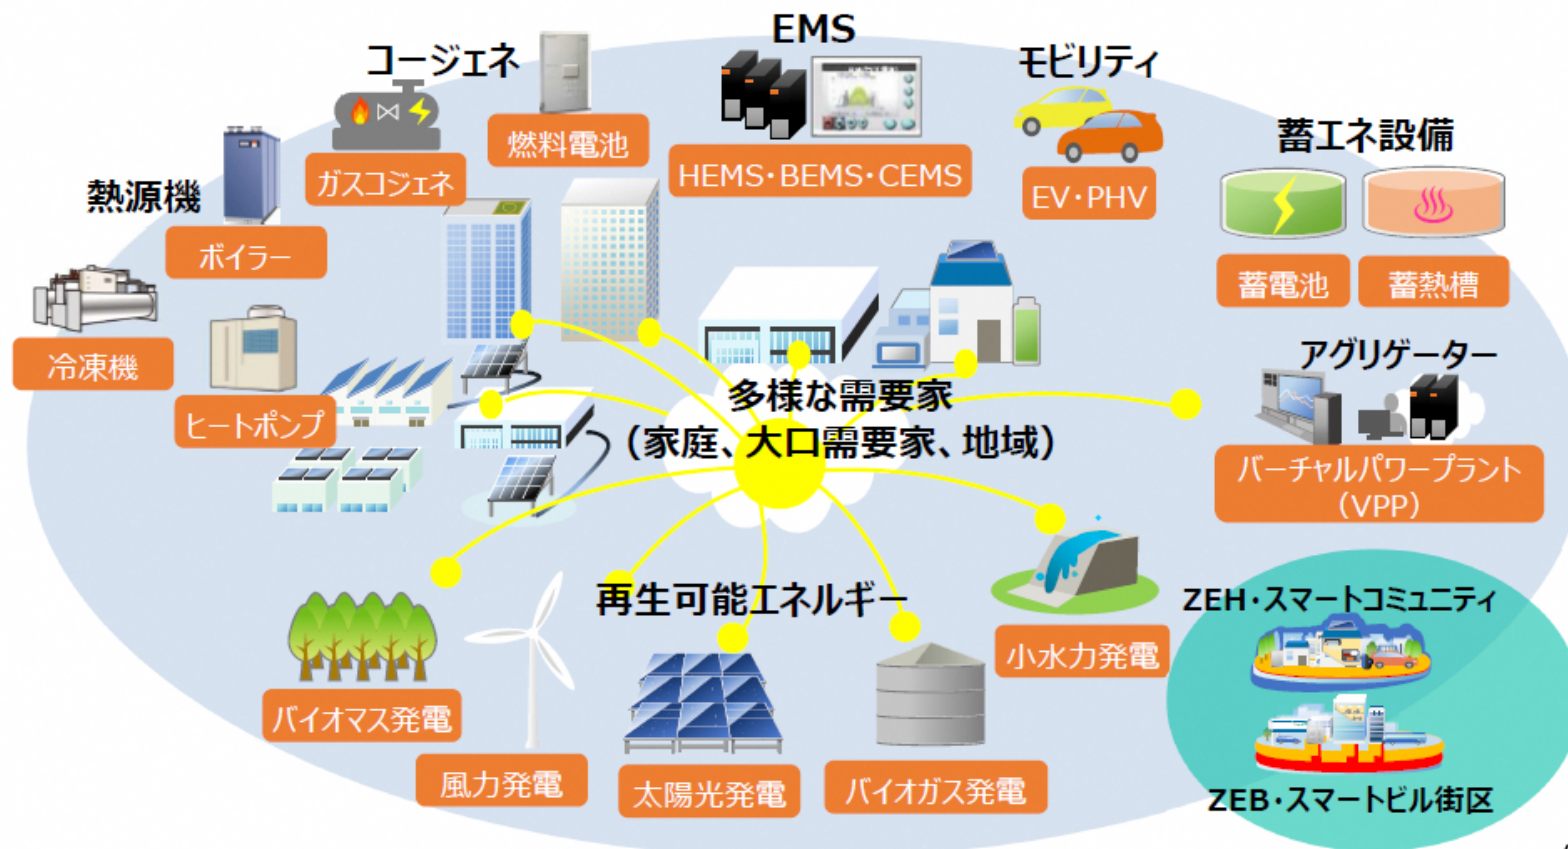 EMS
コージェネ
モビリティ
蓄エネ設備
燃料電池
HEMS・BEMS・CEMS
ガスコジェネ
EV・PHV
熱源機
ボイラー
蓄電池
蓄熱槽
冷凍機
ヒートポンプ
アグリゲーター
多様な需要家
（家庭、大口需要家、地域）
バーチャルパワープラント
（VPP）
再生可能エネルギー
小水力発電
バイオマス発電
風力発電
太陽光発電
バイオガス発電
ZEH・スマートコミュニティ
ZEB・スマートビル街区